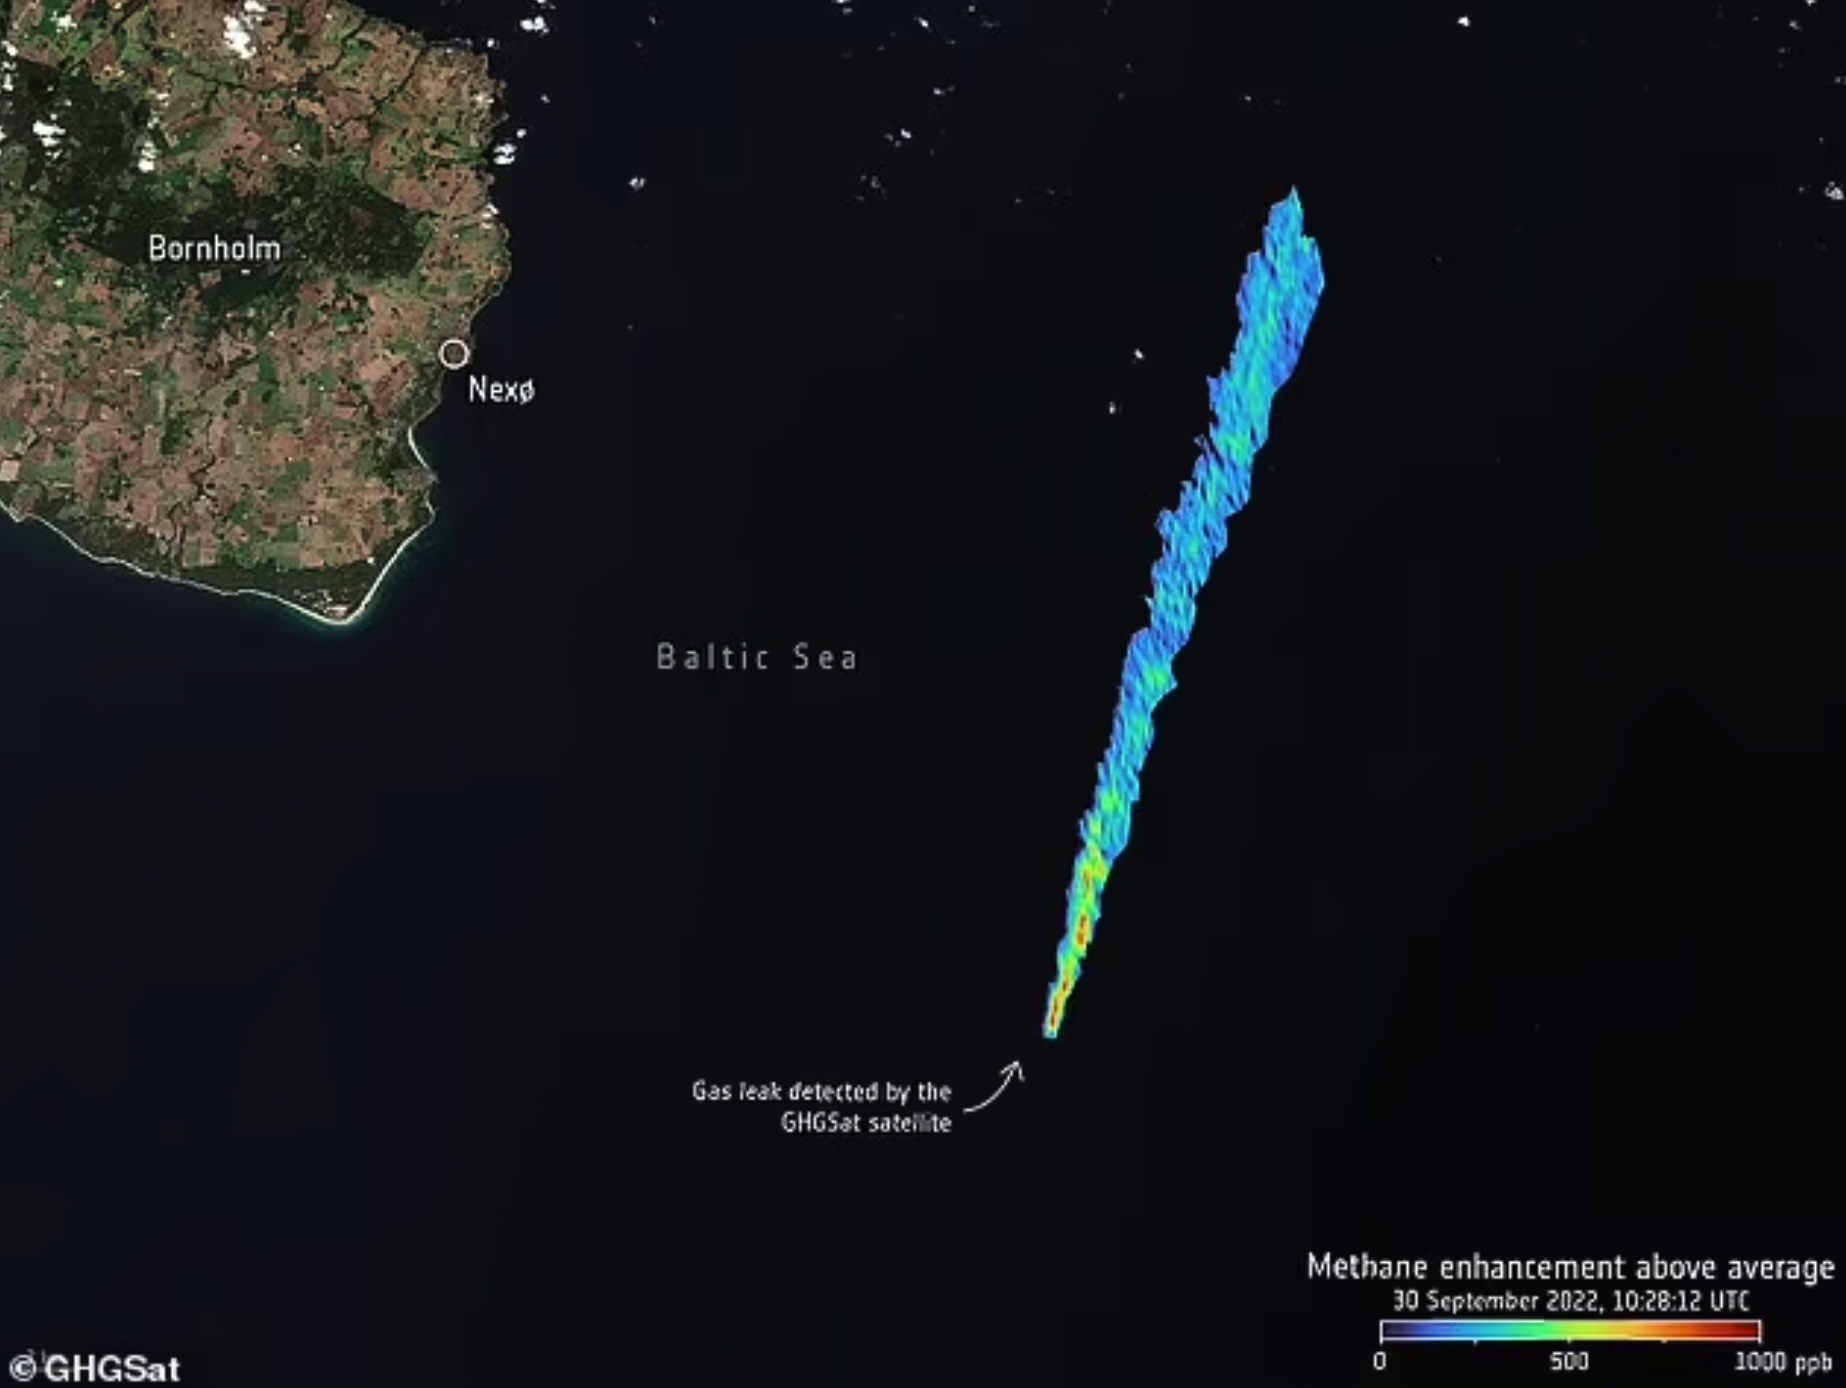 Bornholm
Nexø
Baltic Sea
Gas leak detected by the
GHGSat satellite
Methane enhancement above average
30 September 2022, 10:28:12 UTC
0 500 1000 ppb
©GHGSat